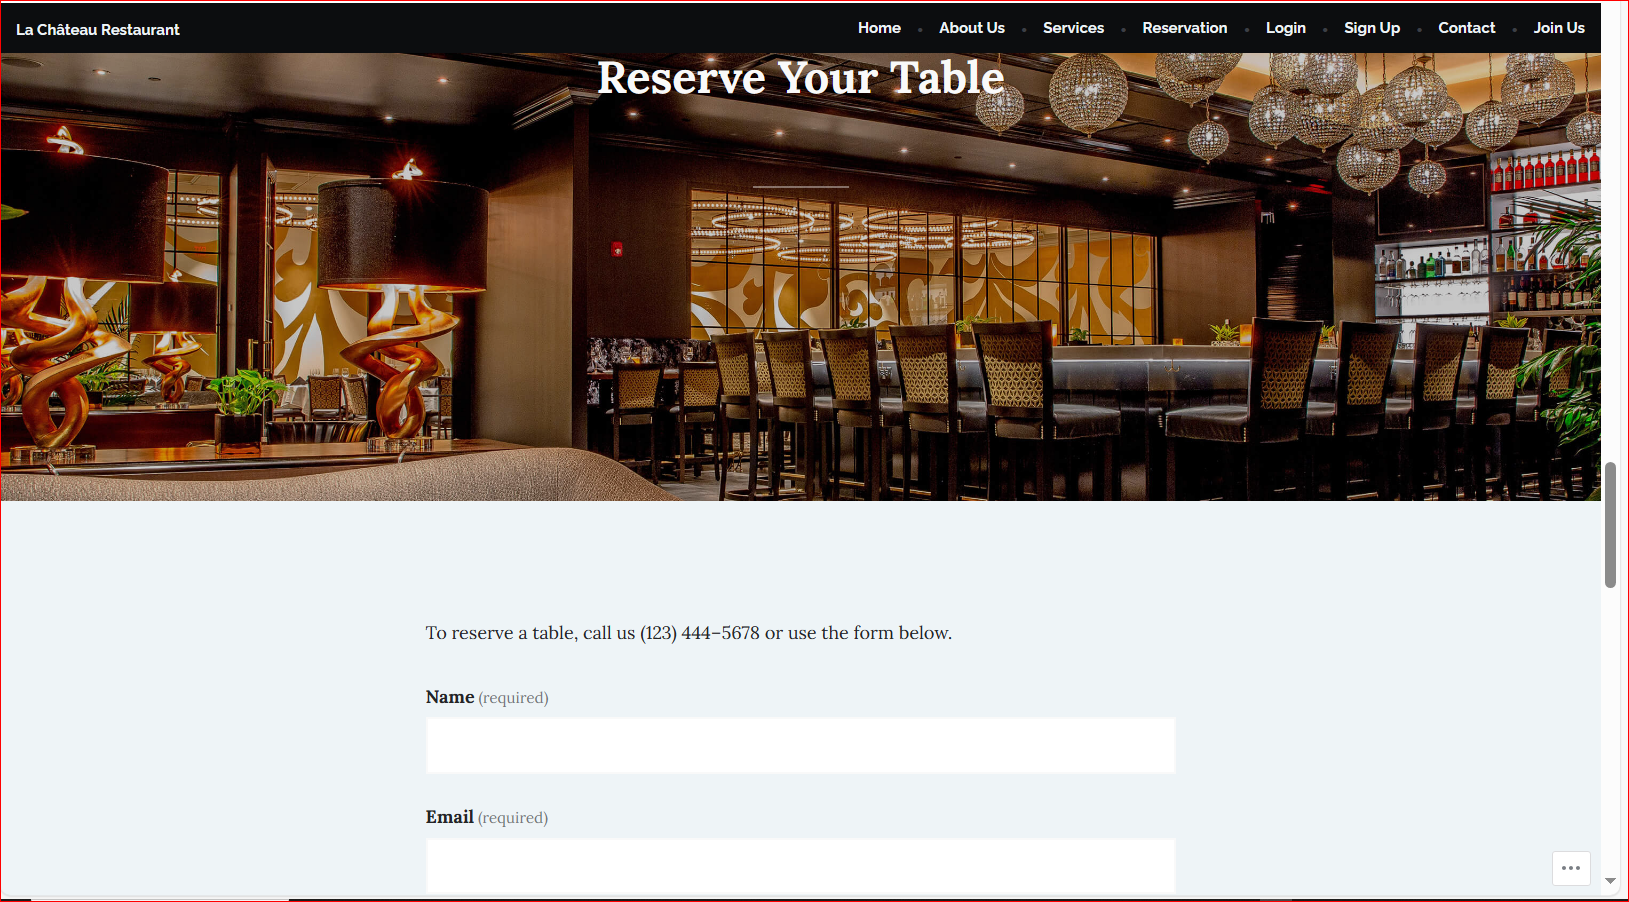 La Château Restaurant
Home • About Us • Services • Reservation • Login • Sign Up • Contact • Join Us
Reserve Your Table
To reserve a table, call us (123) 444–5678 or use the form below.
Name (required)
Email (required)